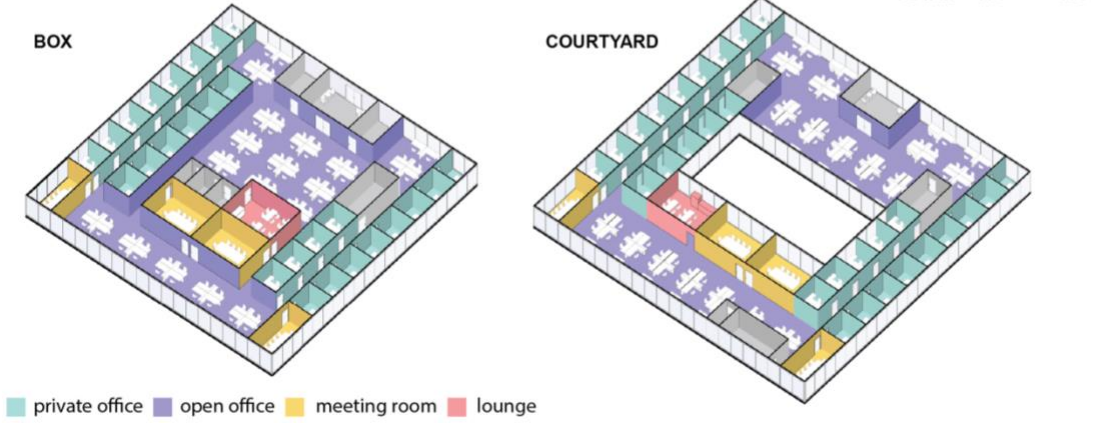 BOX
COURTYARD
private office
open office
meeting room
lounge